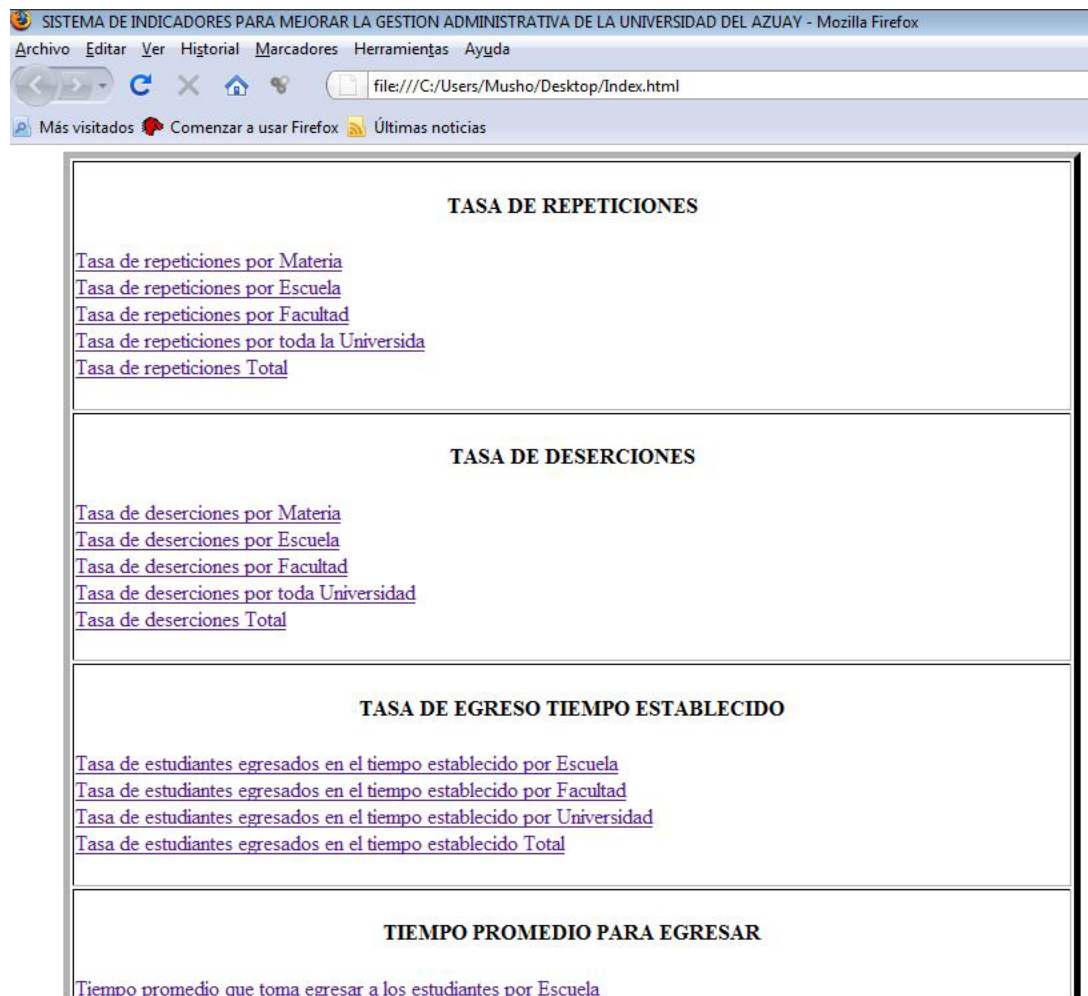 SISTEMA DE INDICADORES PARA MEJORAR LA GESTION ADMINISTRATIVA DE LA UNIVERSIDAD DEL AZUAY - Mozilla Firefox
Archivo Editar Ver Historial Marcadores Herramientas Ayuda
file:///C:/Users/Musho/Desktop/Index.html
Más visitados Comenzar a usar Firefox Últimas noticias
TASA DE REPETICIONES
Tasa de repeticiones por Materia
Tasa de repeticiones por Escuela
Tasa de repeticiones por Facultad
Tasa de repeticiones por toda la Universida
Tasa de repeticiones Total
TASA DE DESERCIONES
Tasa de deserciones por Materia
Tasa de deserciones por Escuela
Tasa de deserciones por Facultad
Tasa de deserciones por toda Universidad
Tasa de deserciones Total
TASA DE EGRESO TIEMPO ESTABLECIDO
Tasa de estudiantes egresados en el tiempo establecido por Escuela
Tasa de estudiantes egresados en el tiempo establecido por Facultad
Tasa de estudiantes egresados en el tiempo establecido por Universidad
Tasa de estudiantes egresados en el tiempo establecido Total
TIEMPO PROMEDIO PARA EGRESAR
Tiempo promedio que toma egresar a los estudiantes por Escuela